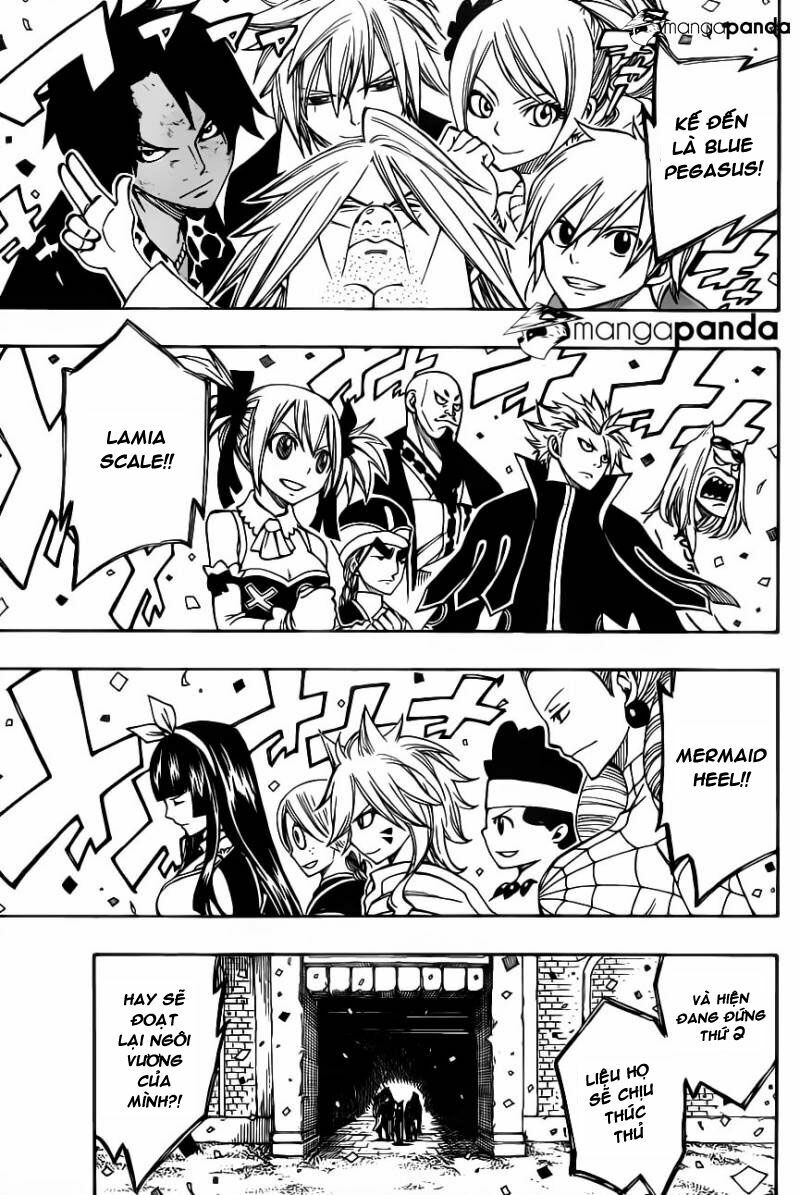 mangapanda
KẾ ĐẾN
LÀ BLUE
PEGASUS!
mangapanda
LAMIA
SCALE!!
MERMAID
HEEL!!
VÀ HIỆN
ĐANG ĐỨNG
THỨ 2
LIỆU HỌ
SẼ CHỊU
THÚC
THỦ
HAY SẼ
ĐOẠT
LẠI NGÔI
VƯƠNG
CỦA
MÌNH?!